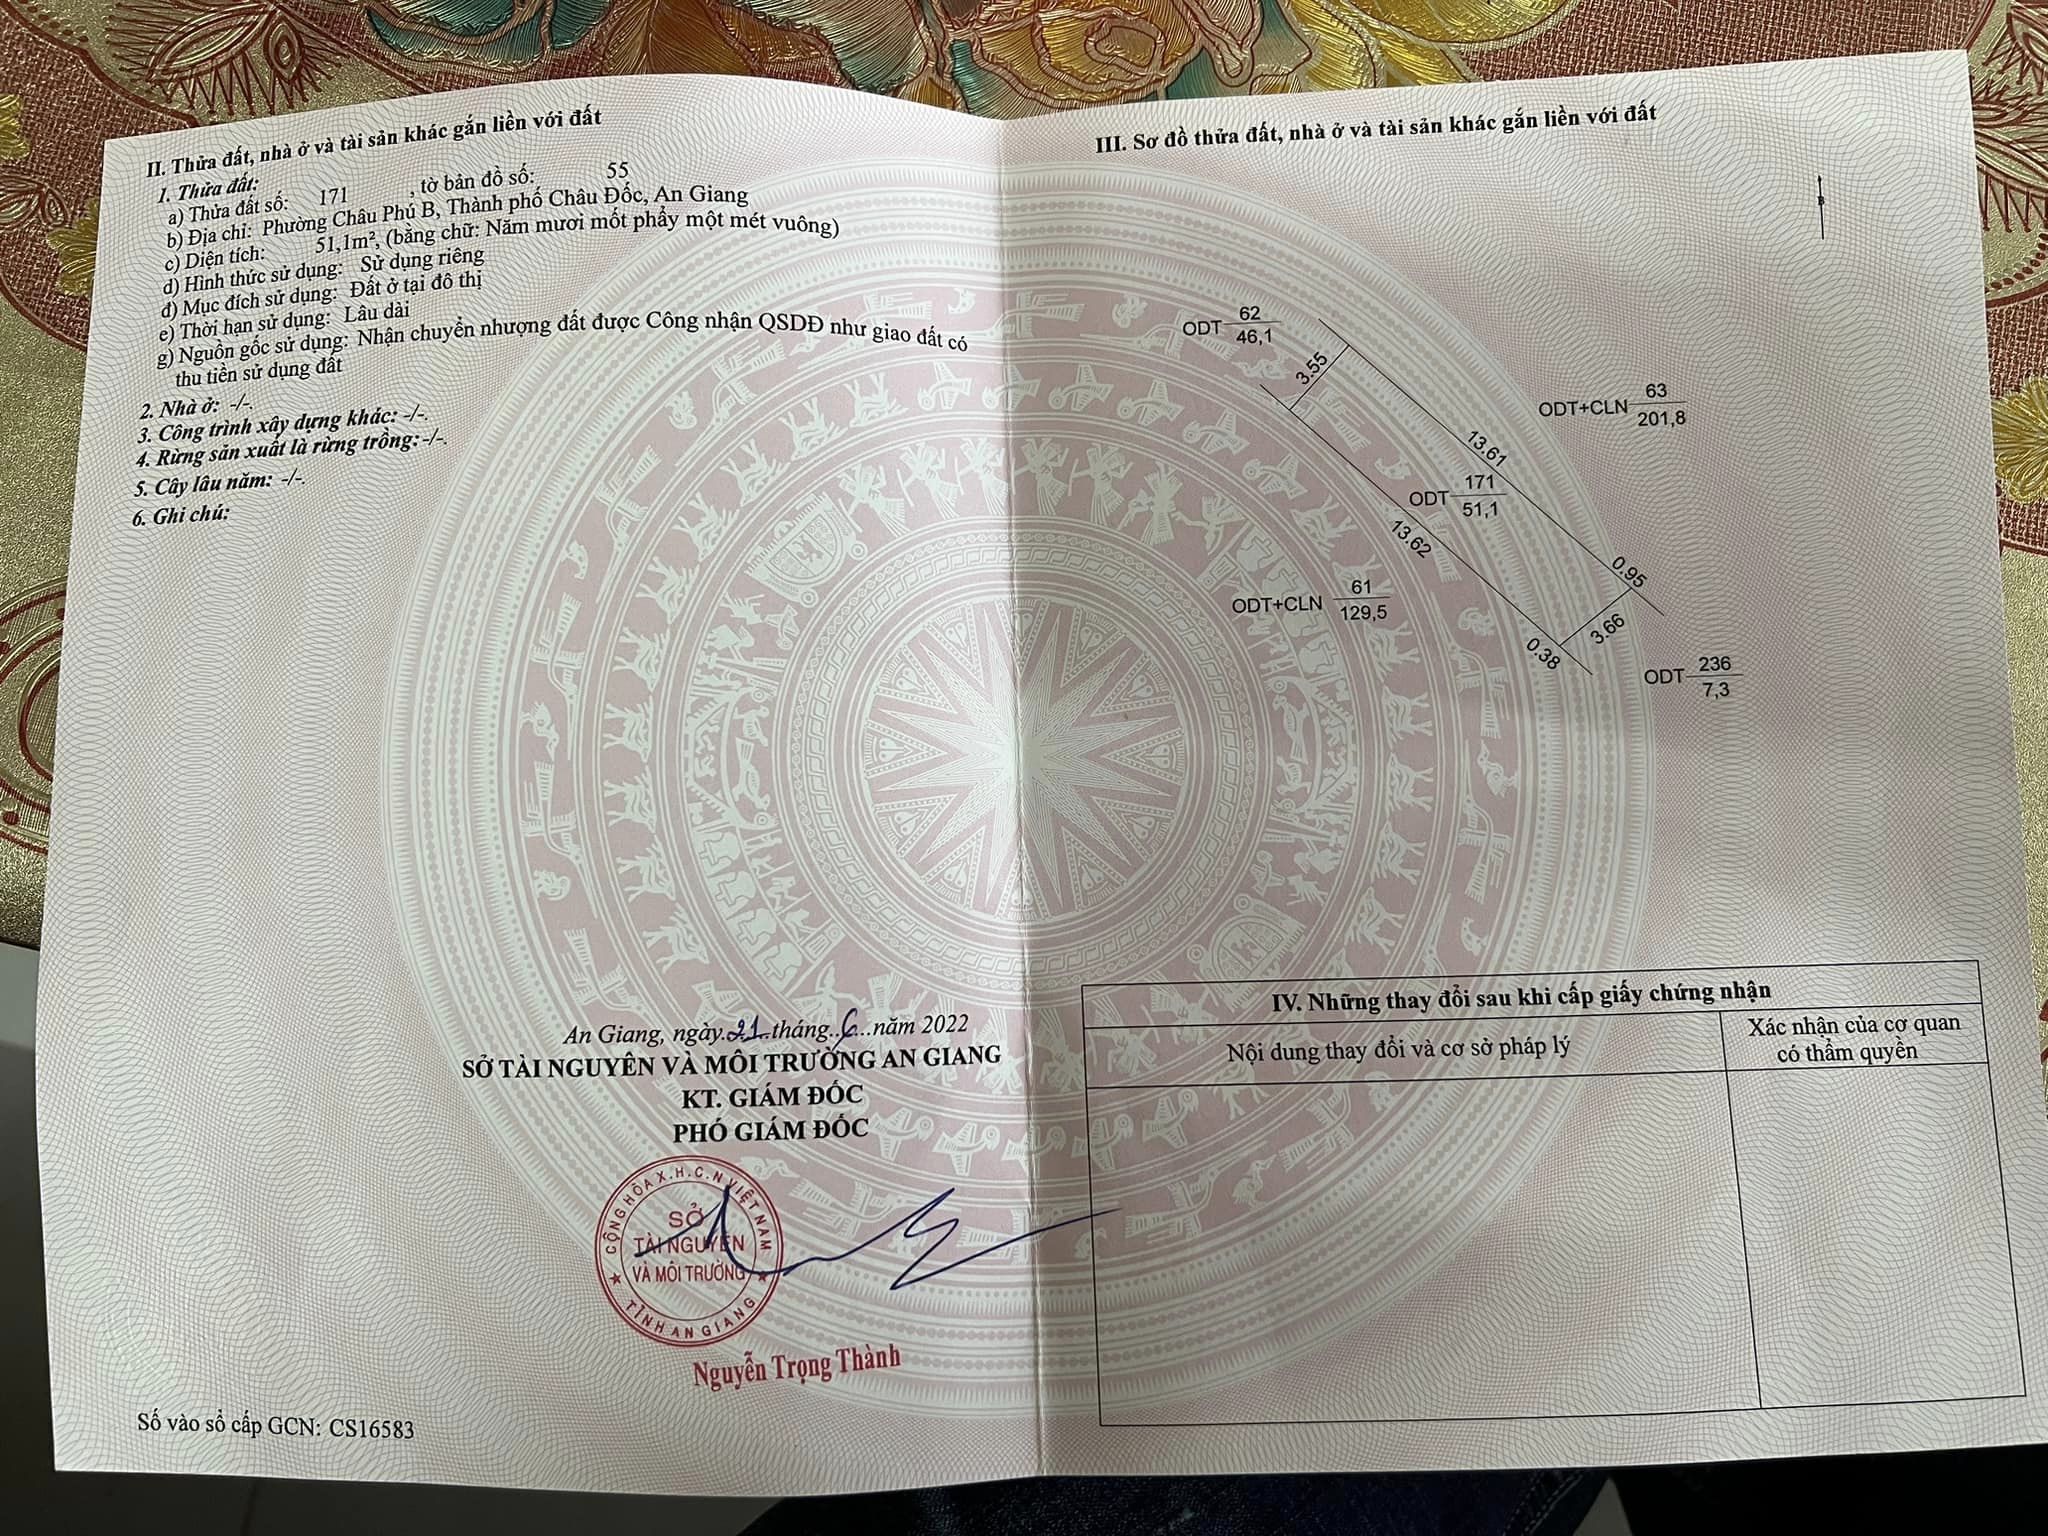 II. Thửa đất, nhà ở và tài sản khác gắn liền với đất
1. Thửa đất:
a) Thửa đất số: 171 , tờ bản đồ số: 55
b) Địa chỉ: Phường Châu Phú B, Thành phố Châu Đốc, An Giang
c) Diện tích: 51,1m², (bằng chữ: Năm mươi mốt phẩy một mét vuông)
d) Hình thức sử dụng: Sử dụng riêng
đ) Mục đích sử dụng: Đất ở tại đô thị
e) Thời hạn sử dụng: Lâu dài
g) Nguồn gốc sử dụng: Nhận chuyển nhượng đất được Công nhận QSDĐ như giao đất có
thu tiền sử dụng đất
2. Nhà ở: -/-.
3. Công trình xây dựng khác: -/-.
4. Rừng sản xuất là rừng trồng: -/-.
5. Cây lâu năm: -/-.
6. Ghi chú:
An Giang, ngày 21 tháng 6 năm 2022
SỞ TÀI NGUYÊN VÀ MÔI TRƯỜNG AN GIANG
KT. GIÁM ĐỐC
PHÓ GIÁM ĐỐC
CỘNG HÒA X.H.C.N VIỆT NAM
SỞ
TÀI NGUYÊN
VÀ MÔI TRƯỜNG
TỈNH AN GIANG
Nguyễn Trọng Thành
Số vào sổ cấp GCN: CS16583
III. Sơ đồ thửa đất, nhà ở và tài sản khác gắn liền với đất
B
ODT 62
46,1
3.55
ODT+CLN 63
201,8
13.61
ODT 171
51,1
13.62
0.95
ODT+CLN 61
129,5
3.66
0.38
ODT 236
7,3
IV. Những thay đổi sau khi cấp giấy chứng nhận
Nội dung thay đổi và cơ sở pháp lý
Xác nhận của cơ quan
có thẩm quyền